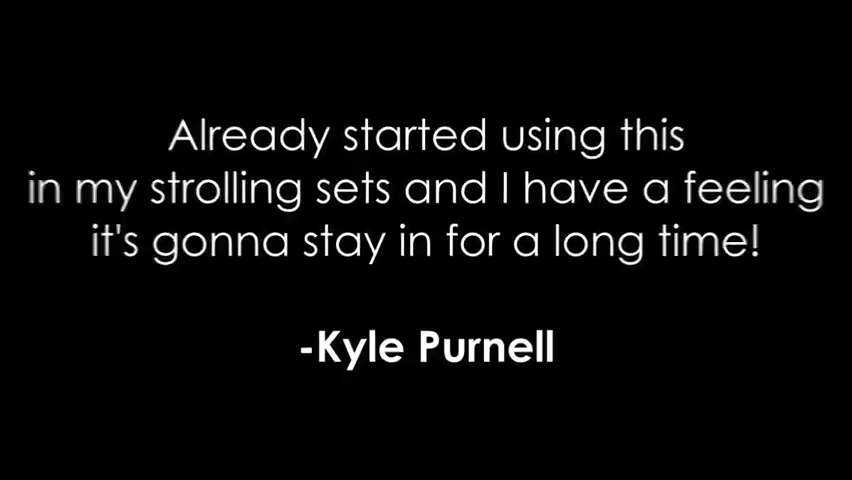 Already started using this
in my strolling sets and I have a feeling
it's gonna stay in for a long time!
-Kyle Purnell